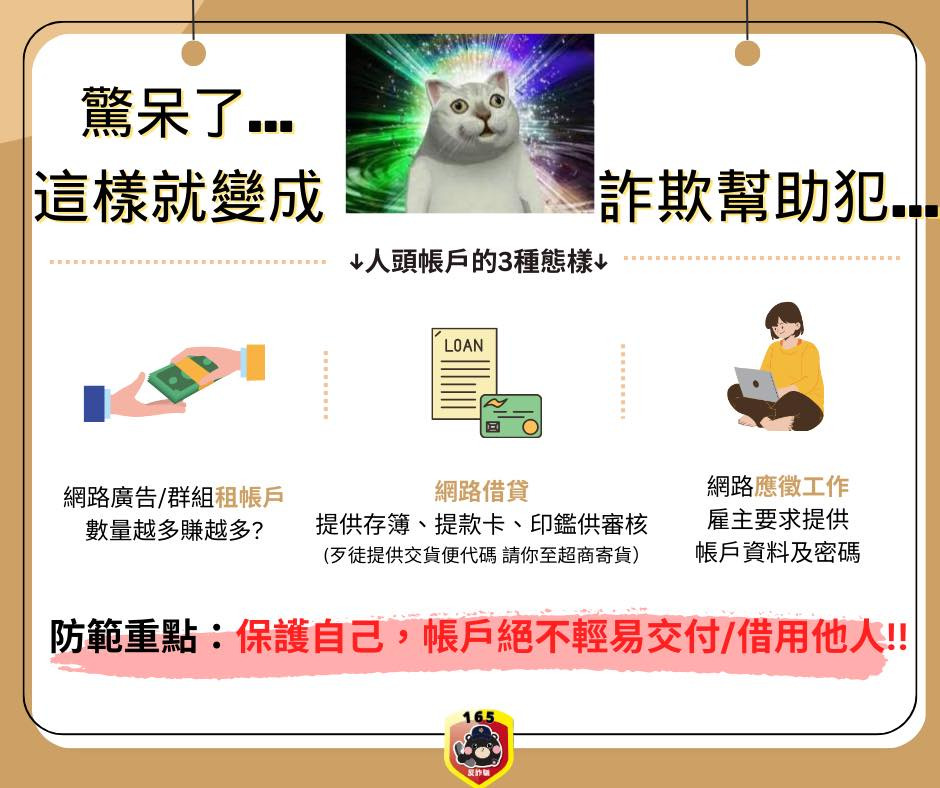 驚呆了...
這樣就變成
詐欺幫助犯...
↓人頭帳戶的3種態樣↓
LOAN
網路廣告/群組租帳戶
數量越多賺越多?
網路借貸
提供存簿、提款卡、印鑑供審核
(歹徒提供交貨便代碼 請你至超商寄貨)
網路應徵工作
雇主要求提供
帳戶資料及密碼
防範重點：保護自己，帳戶絕不輕易交付/借用他人!!
165
反詐騙